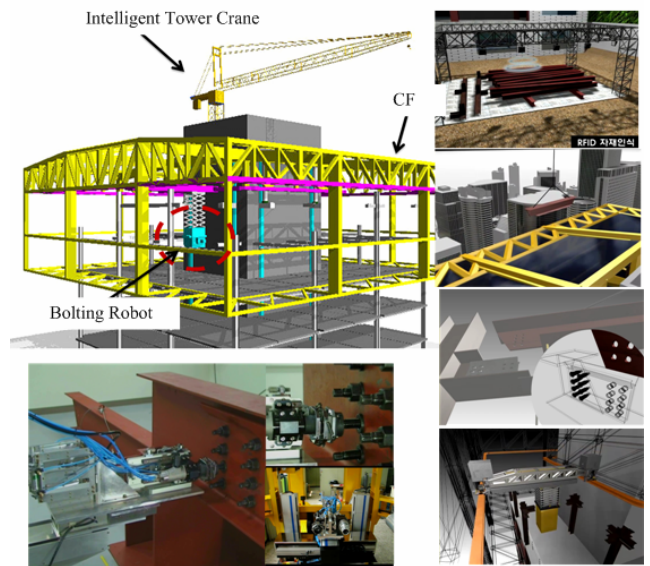 Intelligent Tower Crane
CF
Bolting Robot
RFID 자재인식